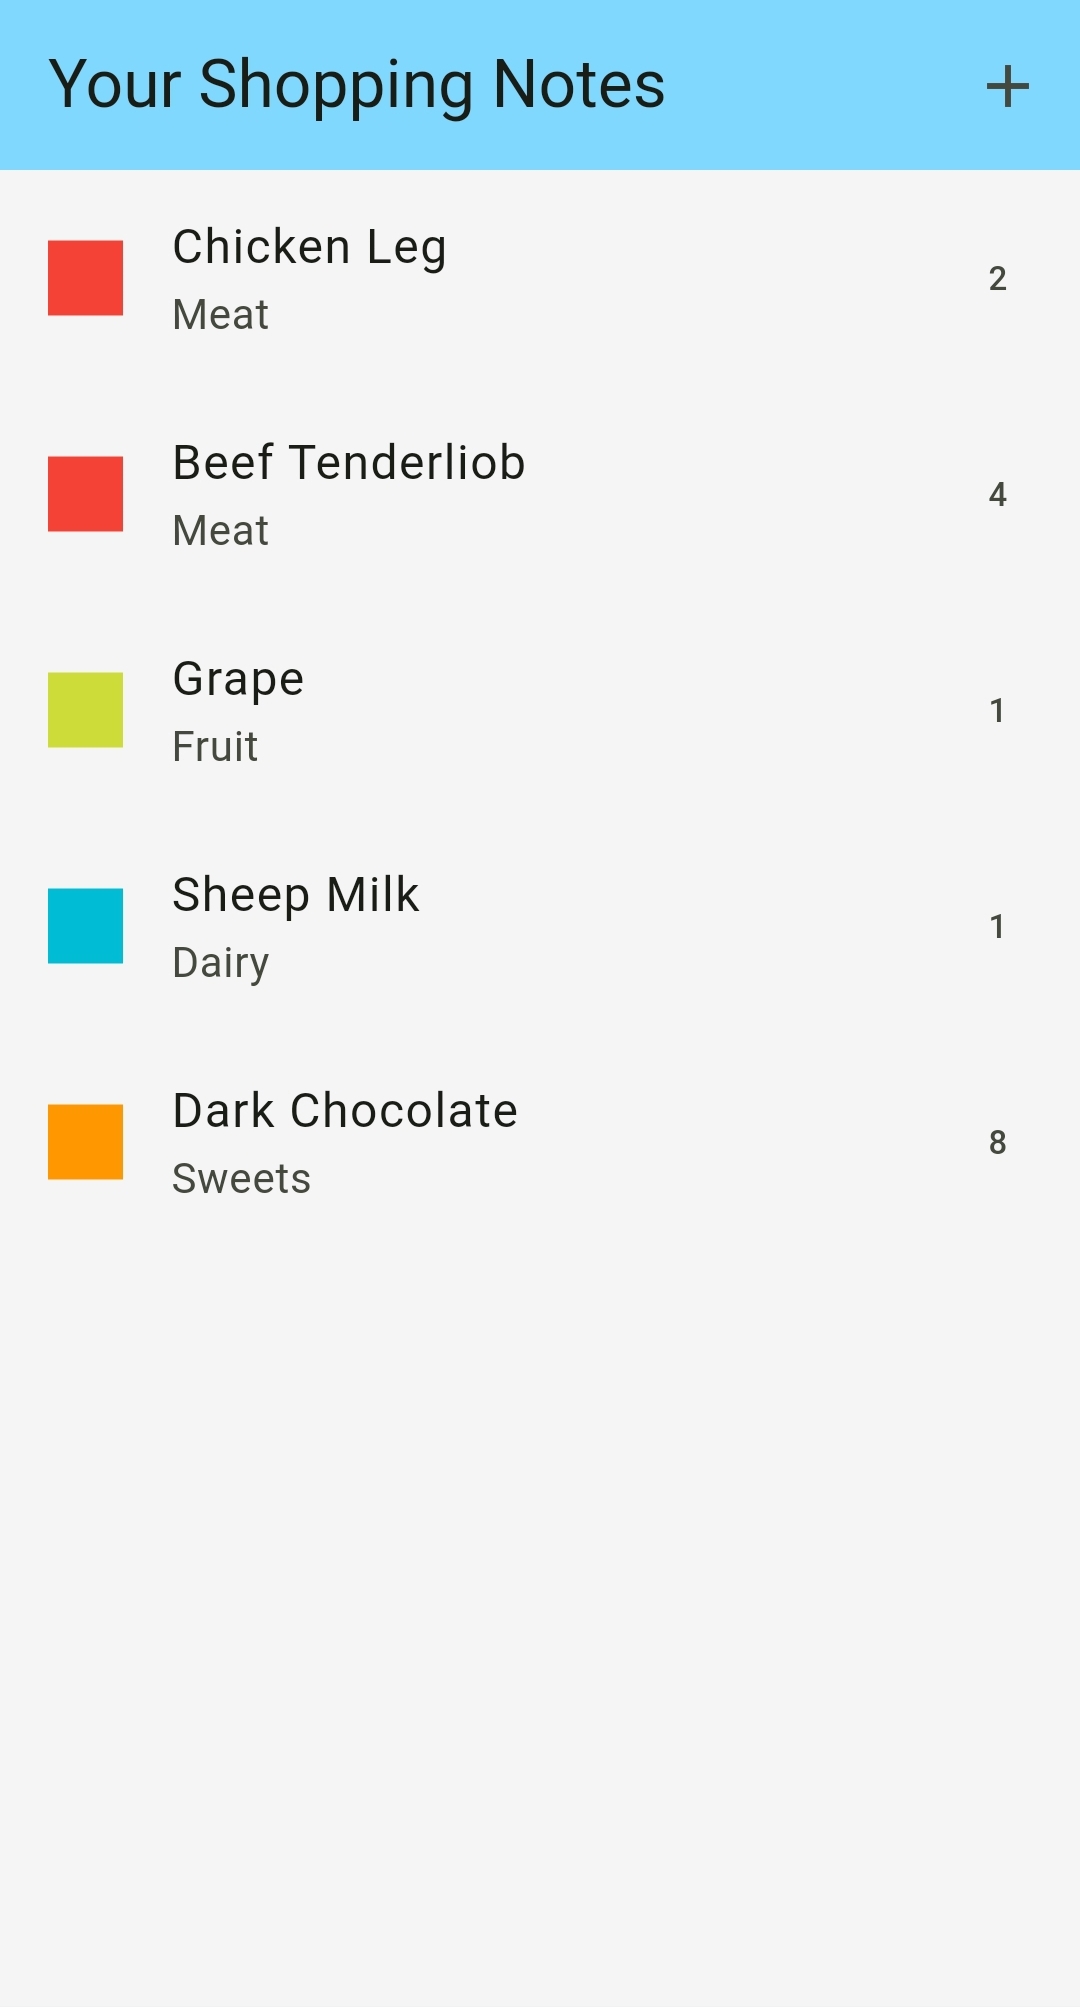 Your Shopping Notes
Chicken Leg
Meat
2
Beef Tenderliob
Meat
4
Grape
Fruit
1
Sheep Milk
Dairy
1
Dark Chocolate
Sweets
8